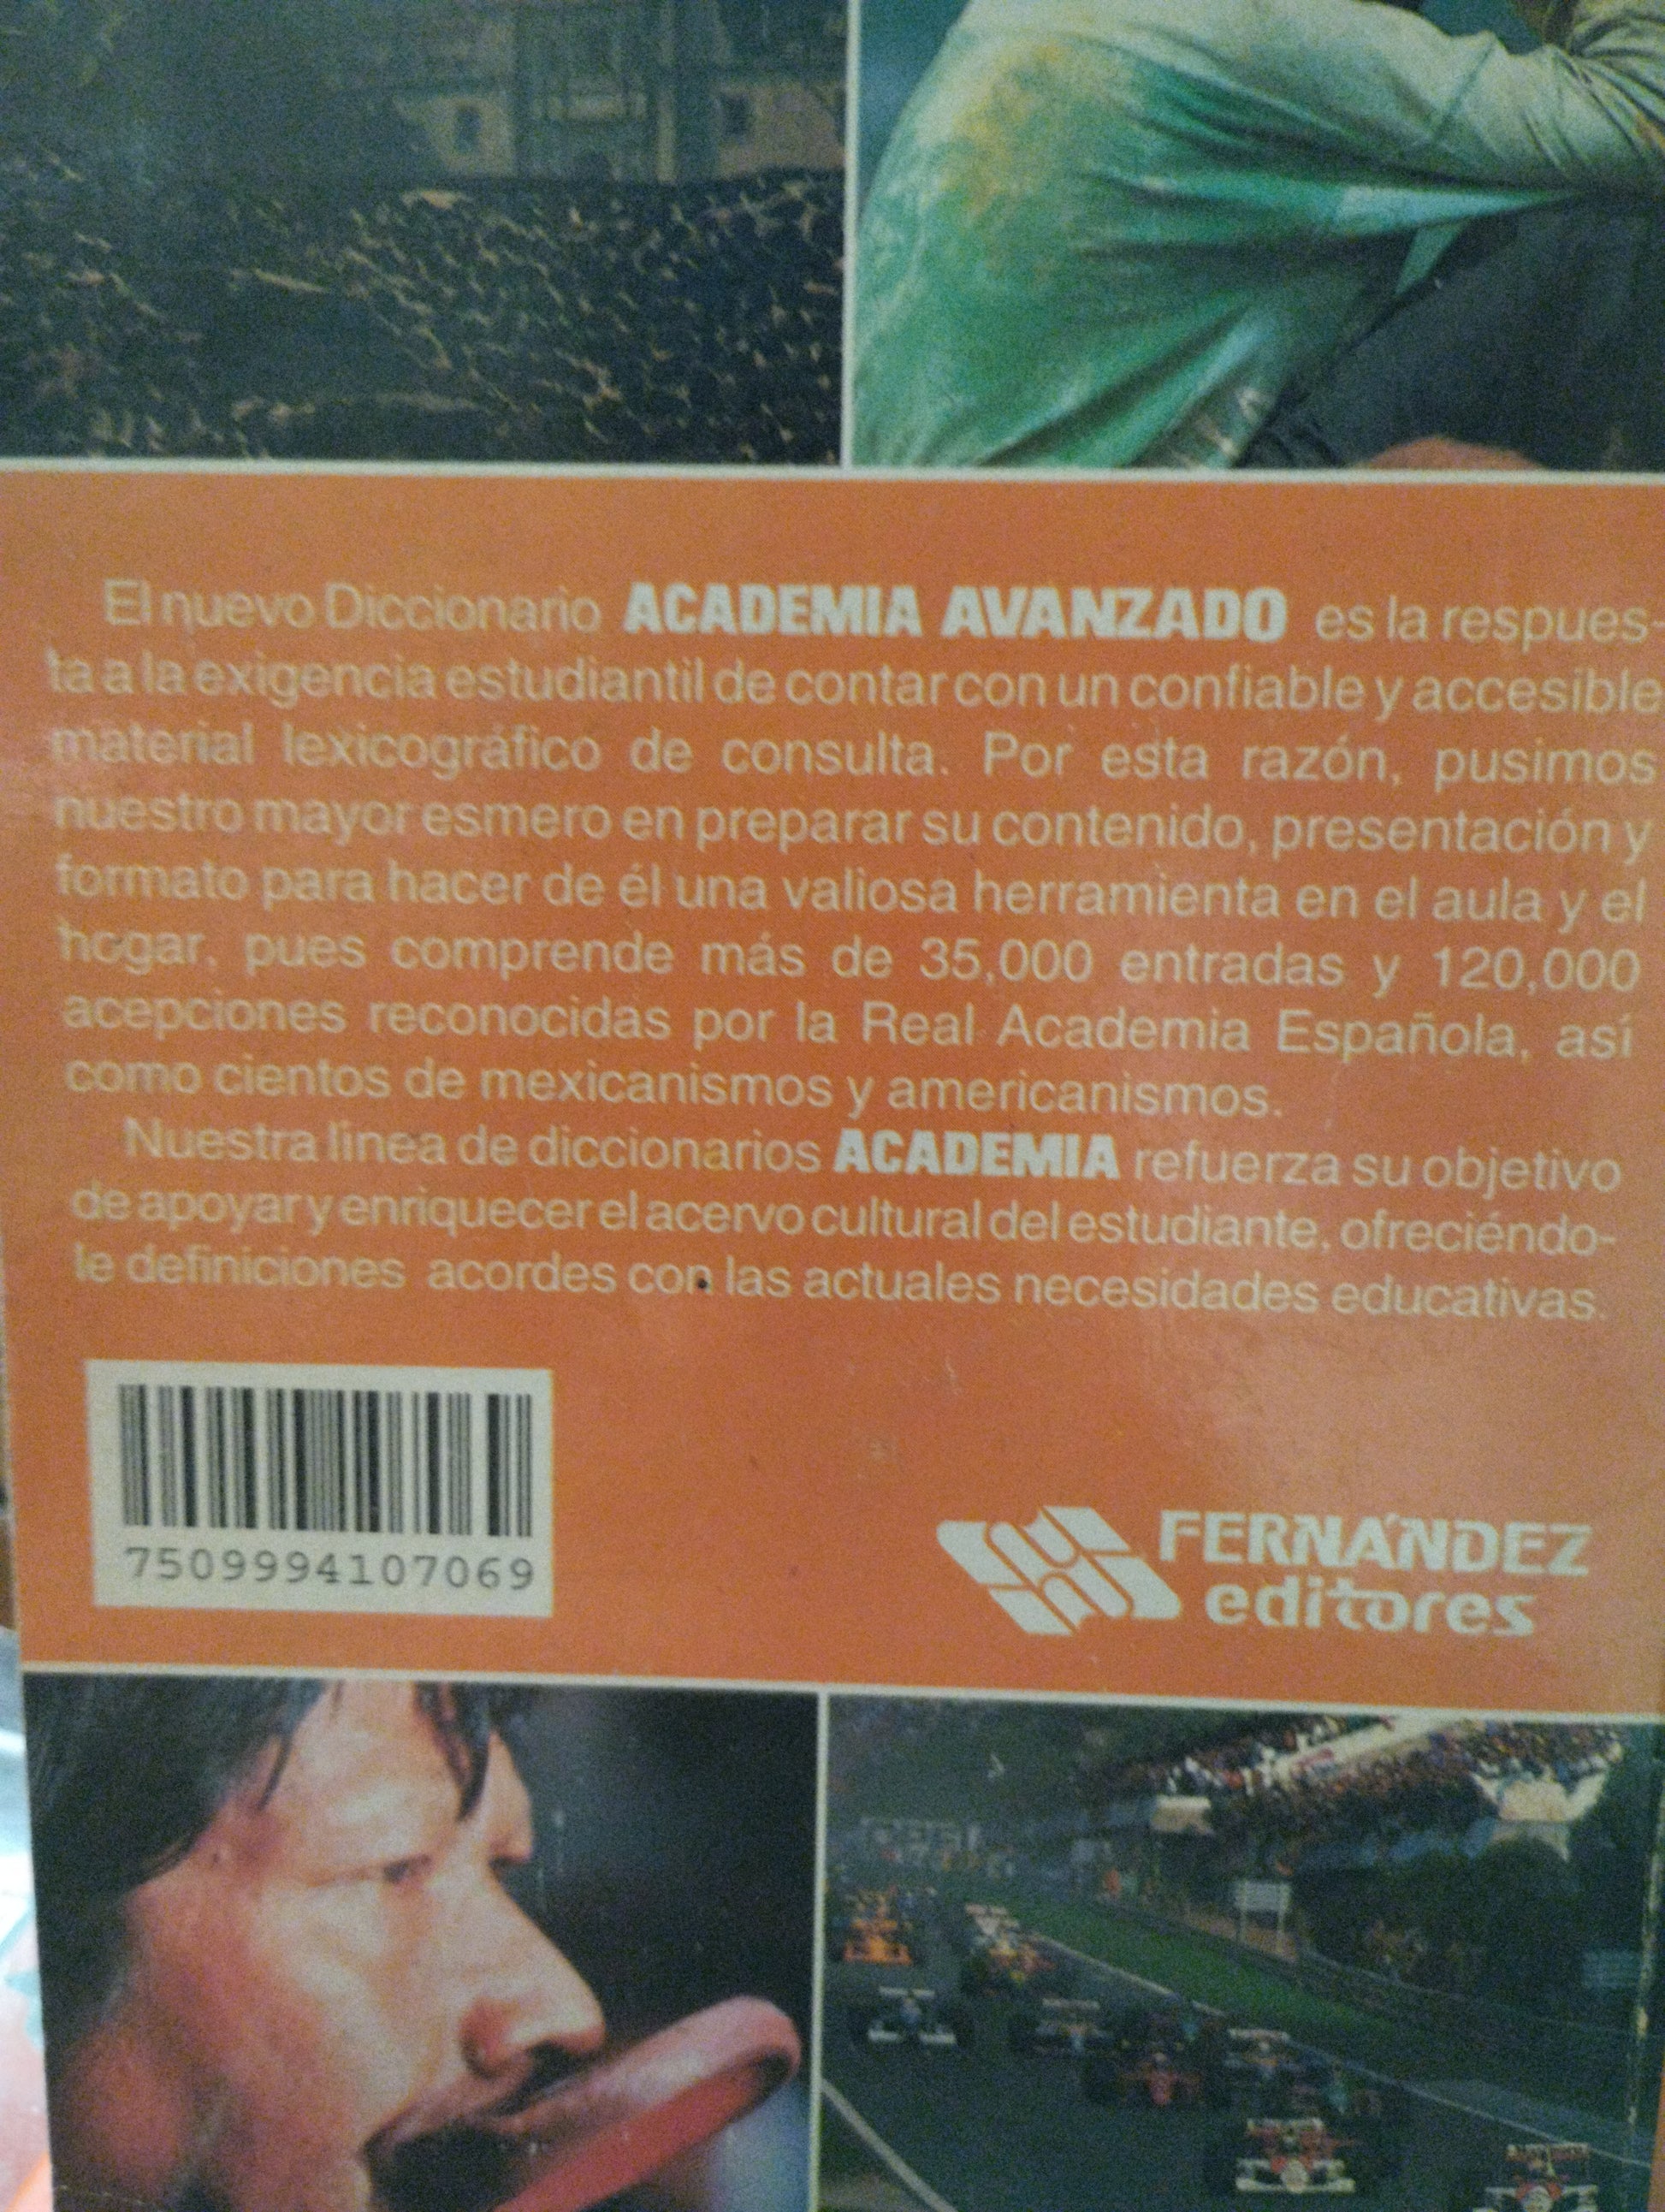 El nuevo Diccionario ACADEMIA AVANZADO es la respues-
ta a la exigencia estudiantil de contar con un confiable y accesible
material lexicográfico de consulta. Por esta razón, pusimos
nuestro mayor esmero en preparar su contenido, presentación y
formato para hacer de él una valiosa herramienta en el aula y el
hogar, pues comprende más de 35,000 entradas y 120,000
acepciones reconocidas por la Real Academia Española, así
como cientos de mexicanismos y americanismos.
Nuestra línea de diccionarios ACADEMIA refuerza su objetivo
de apoyar y enriquecer el acervo cultural del estudiante, ofreciéndo-
le definiciones acordes con las actuales necesidades educativas.
7509994107069
FERNÁNDEZ
editores